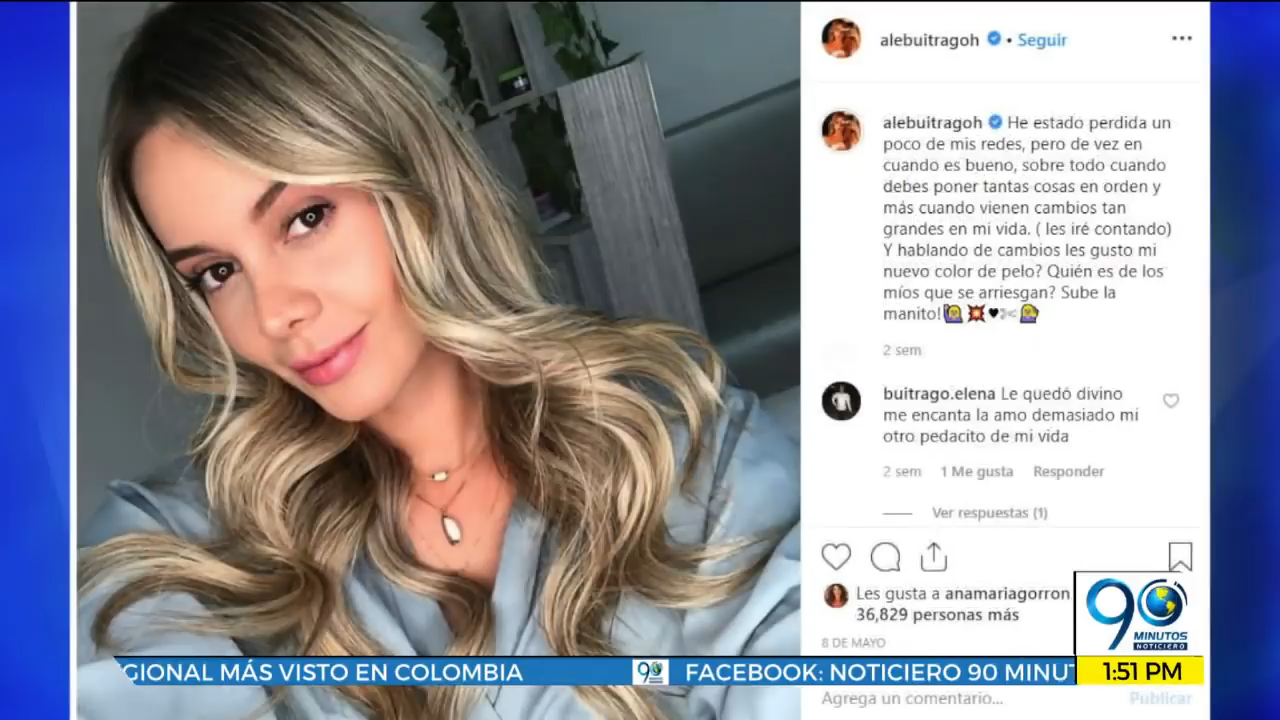 alebuitragoh • Seguir
alebuitragoh He estado perdida un
poco de mis redes, pero de vez en
cuando es bueno, sobre todo cuando
debes poner tantas cosas en orden y
más cuando vienen cambios tan
grandes en mi vida. ( les iré contando)
Y hablando de cambios les gusto mi
nuevo color de pelo? Quién es de los
míos que se arriesgan? Sube la
manito!🙋💥♥✂🙆
2 sem
buitrago.elena Le quedó divino
me encanta la amo demasiado mi
otro pedacito de mi vida
2 sem 1 Me gusta Responder
Ver respuestas (1)
Les gusta a anamariagorron
36,829 personas más
8 DE MAYO
90
MINUTOS
NOTICIERO
GIONAL MÁS VISTO EN COLOMBIA 90 FACEBOOK: NOTICIERO 90 MINUT
1:51 PM
Agrega un comentario... Publicar